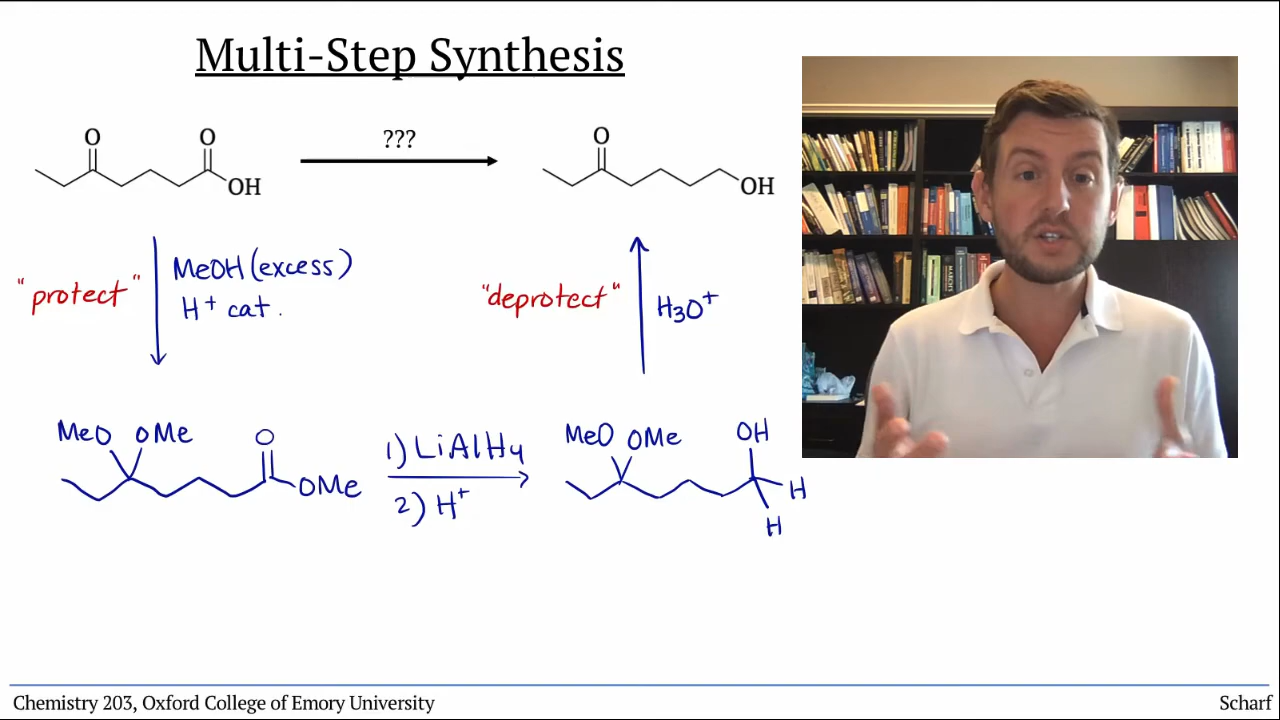 Multi-Step Synthesis
O O OH
???
O OH
"protect"
MeOH (excess)
H+ cat.
"deprotect"
H3O+
MeO OMe O OMe
1) LiAlH4
2) H+
MeO OMe OH H H
Chemistry 203, Oxford College of Emory University
Scharf